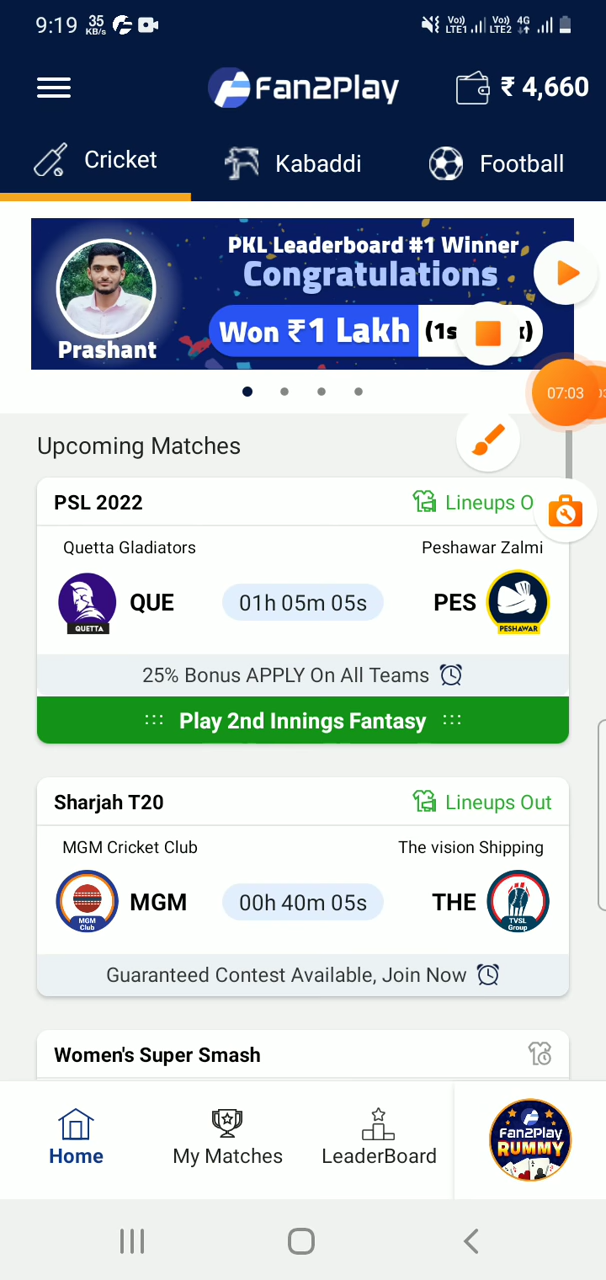 9:19 35 KB/s Vo)) LTE1 Vo)) LTE2 4G
Fan2Play ₹ 4,660
Cricket Kabaddi Football
PKL Leaderboard #1 Winner
Congratulations
Won ₹1 Lakh (1s
Prashant
07:03
Upcoming Matches
PSL 2022 Lineups O
Quetta Gladiators Peshawar Zalmi
QUE 01h 05m 05s PES
QUETTA PESHAWAR
25% Bonus APPLY On All Teams
Play 2nd Innings Fantasy
Sharjah T20 Lineups Out
MGM Cricket Club The vision Shipping
MGM 00h 40m 05s THE
MGM Club TVSL Group
Guaranteed Contest Available, Join Now
Women's Super Smash
Home My Matches LeaderBoard
Fan2Play
RUMMY